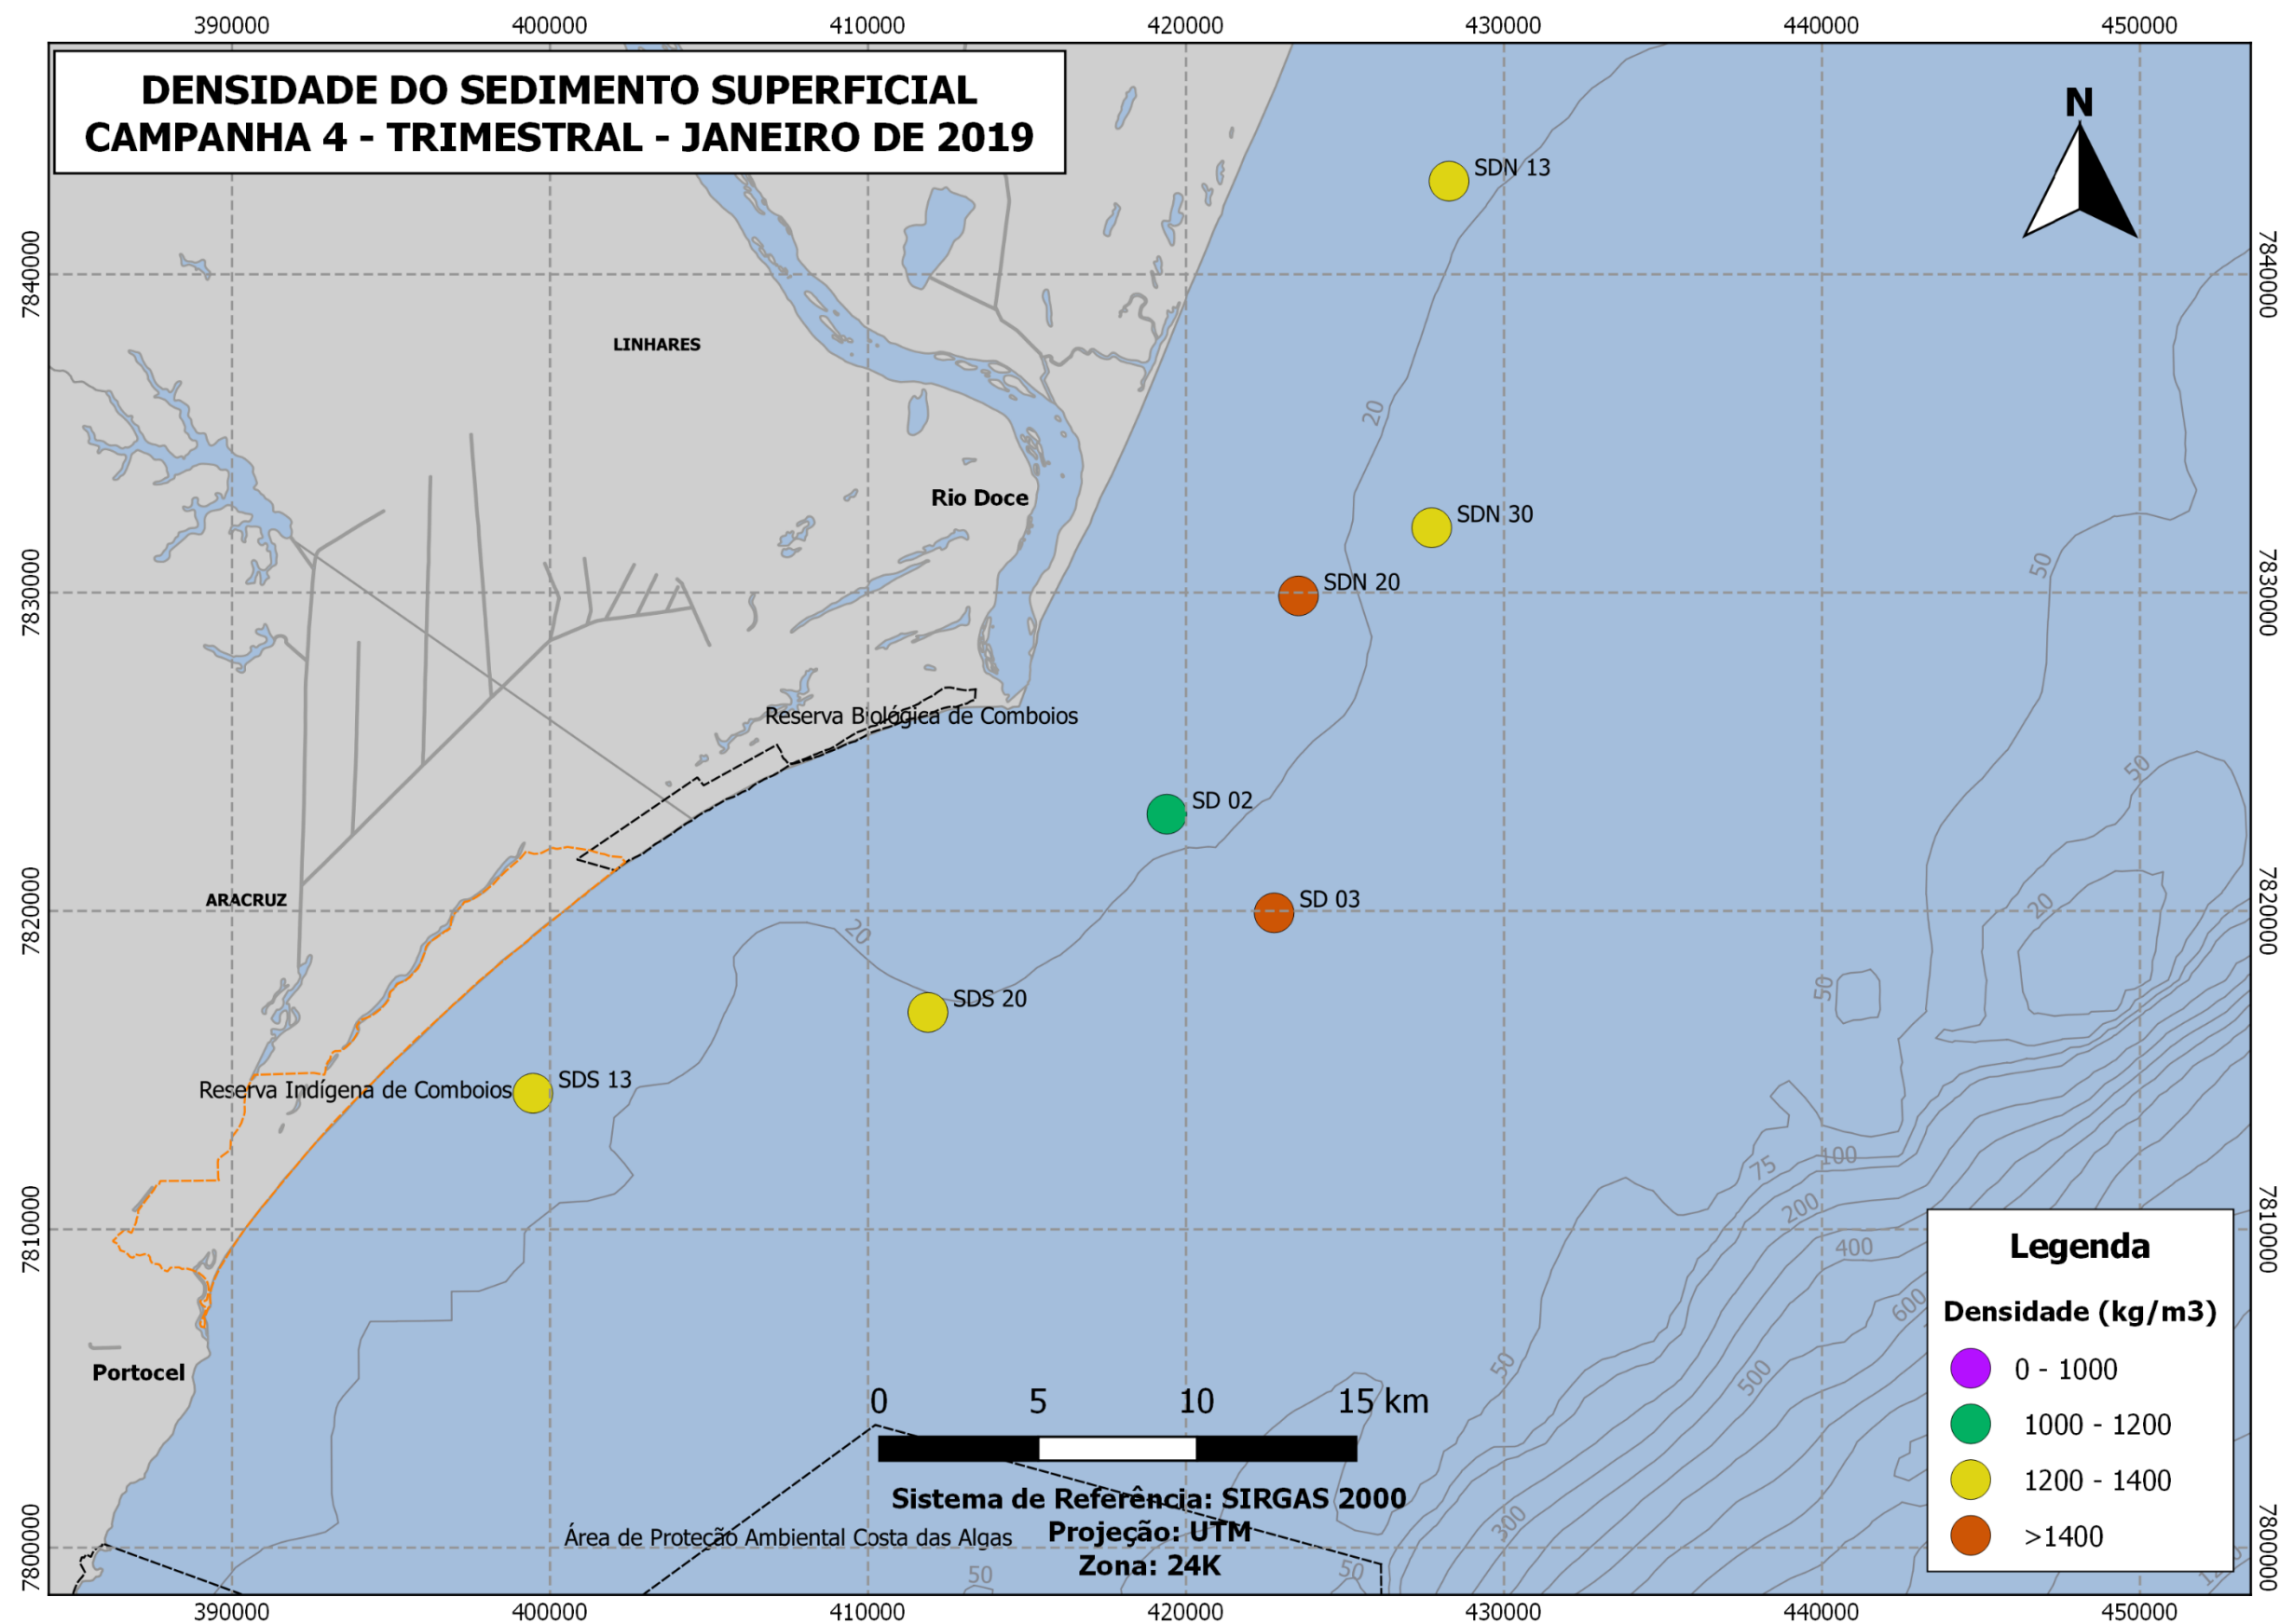 390000 400000 410000 420000 430000 440000 450000
DENSIDADE DO SEDIMENTO SUPERFICIAL
CAMPANHA 4 - TRIMESTRAL - JANEIRO DE 2019
N
SDN 13
7840000 7840000
LINHARES
20
Rio Doce
SDN 30
50
SDN 20
7830000 7830000
Reserva Biológica de Comboios
50
SD 02
ARACRUZ
SD 03
20
20
7820000 7820000
50
SDS 20
SDS 13
Reserva Indígena de Comboios
75
100
200
7810000 7810000
400
600
50
500
Portocel
0 5 10 15 km
Sistema de Referência: SIRGAS 2000
Projeção: UTM
Zona: 24K
Área de Proteção Ambiental Costa das Algas
300
50
50
7800000 7800000
Legenda
Densidade (kg/m3)
0 - 1000
1000 - 1200
1200 - 1400
>1400
390000 400000 410000 420000 430000 440000 450000